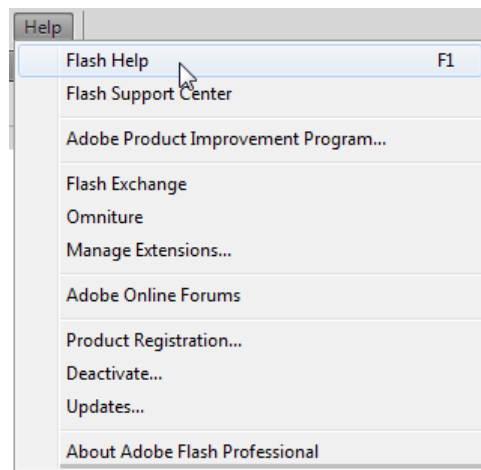 Help
Flash Help F1
Flash Support Center
Adobe Product Improvement Program...
Flash Exchange
Omniture
Manage Extensions...
Adobe Online Forums
Product Registration...
Deactivate...
Updates...
About Adobe Flash Professional